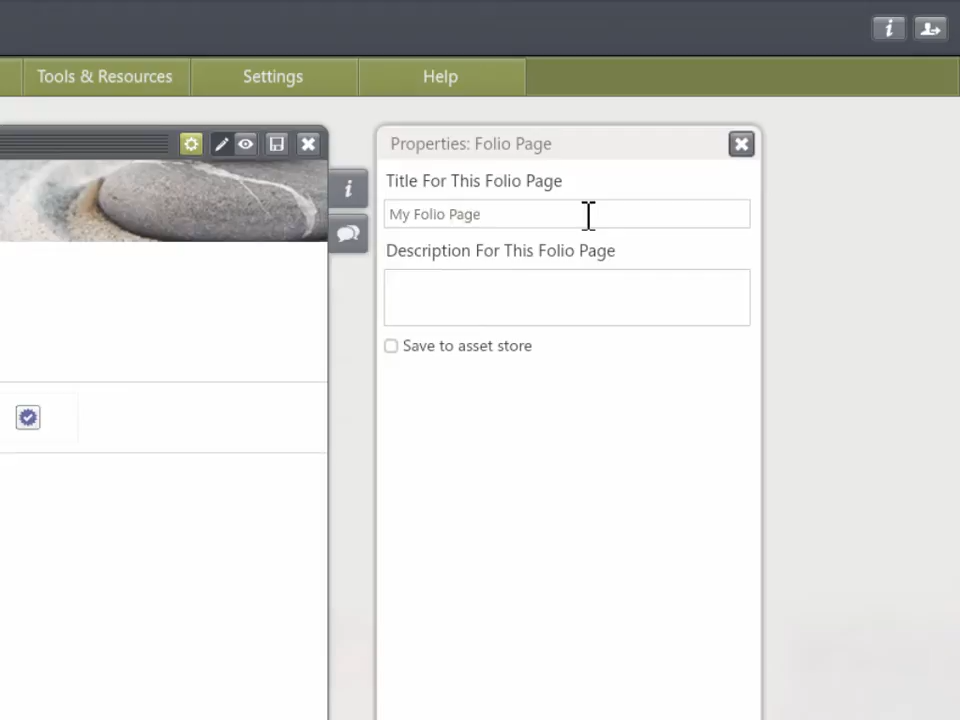 Tools & Resources
Settings
Help
Properties: Folio Page
Title For This Folio Page
My Folio Page
Description For This Folio Page
Save to asset store